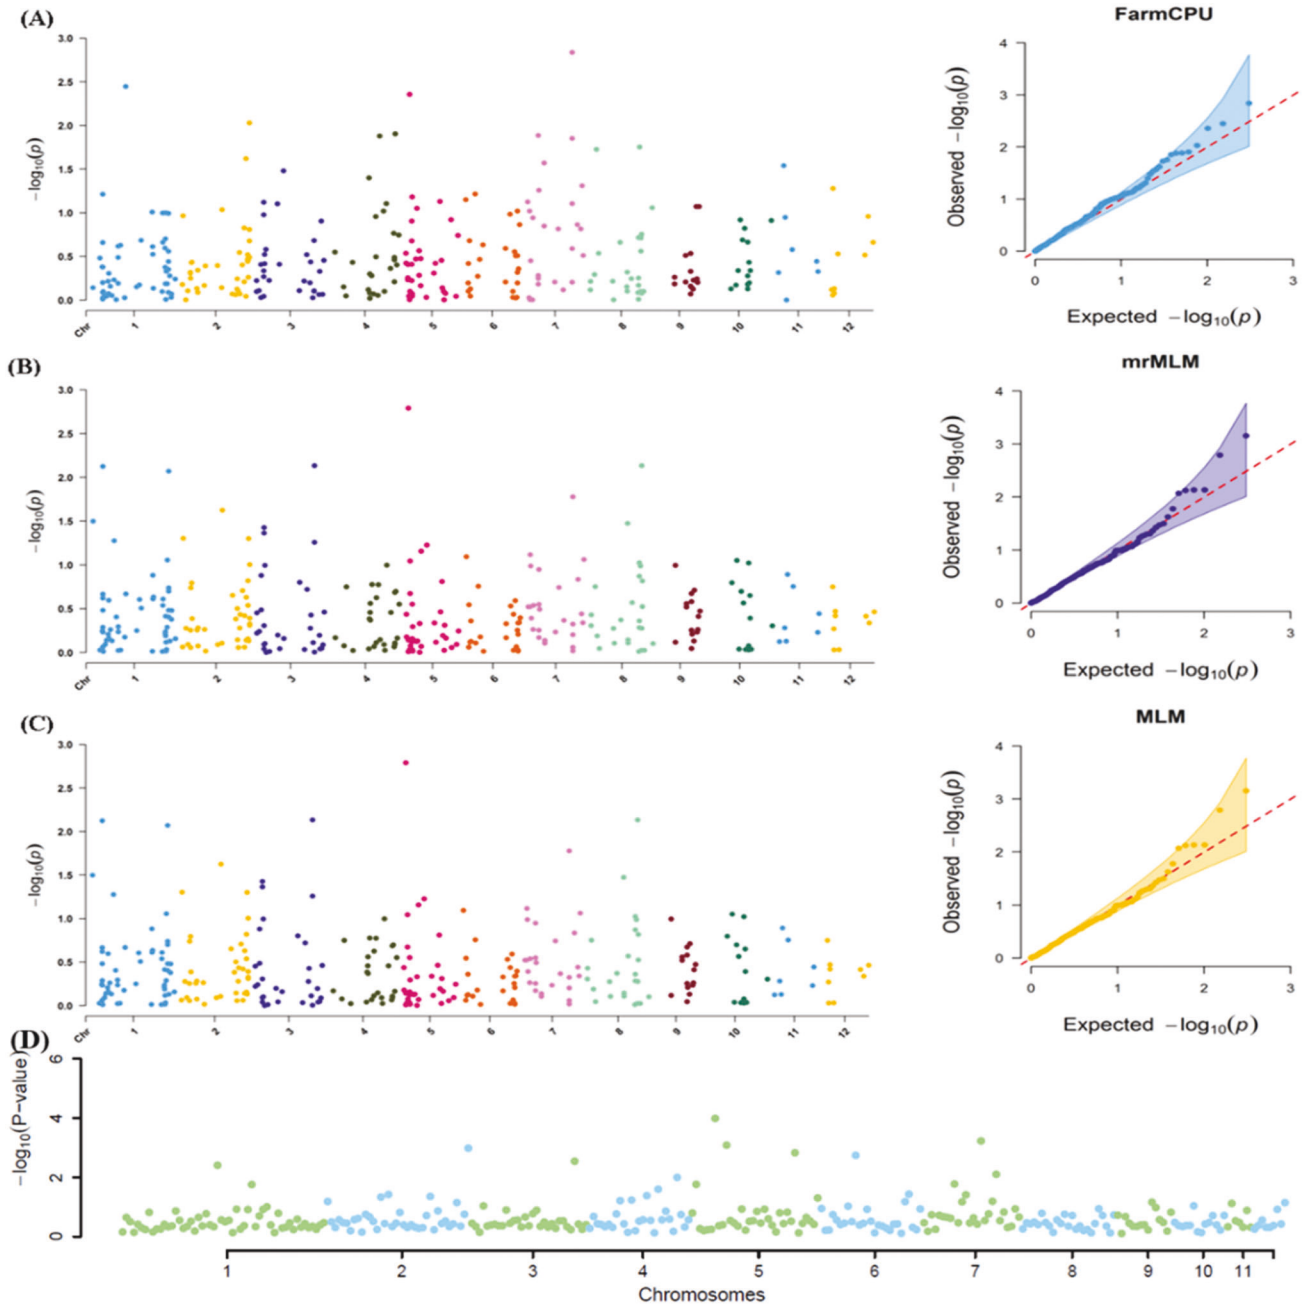 (A)
3.0
2.5
2.0
1.5
1.0
0.5
0.0
−log10(p)
Chr 1 2 3 4 5 6 7 8 9 10 11 12
FarmCPU
4
3
2
1
0
Observed −log10(p)
0 1 2 3
Expected −log10(p)
(B)
3.0
2.5
2.0
1.5
1.0
0.5
0.0
−log10(p)
Chr 1 2 3 4 5 6 7 8 9 10 11 12
mrMLM
4
3
2
1
0
Observed −log10(p)
0 1 2 3
Expected −log10(p)
(C)
3.0
2.5
2.0
1.5
1.0
0.5
0.0
−log10(p)
Chr 1 2 3 4 5 6 7 8 9 10 11 12
MLM
4
3
2
1
0
Observed −log10(p)
0 1 2 3
Expected −log10(p)
(D)
6
4
2
0
−log10(P−value)
1 2 3 4 5 6 7 8 9 10 11
Chromosomes